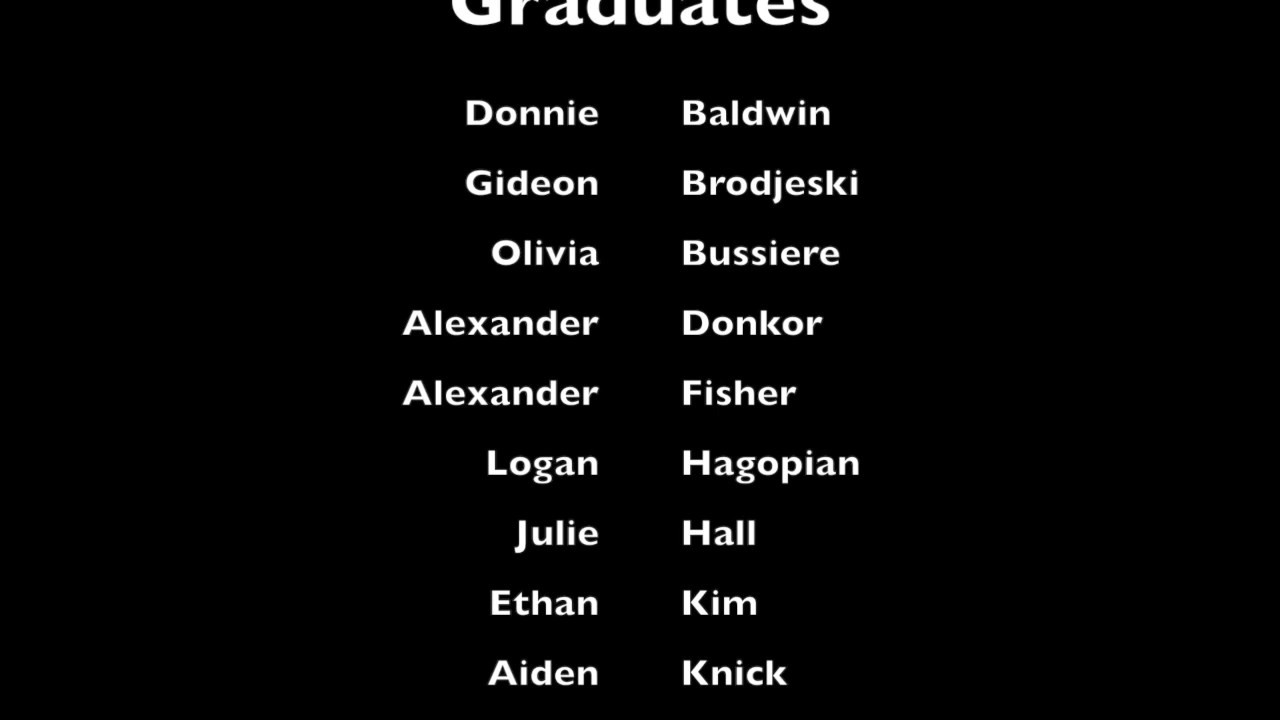 Graduates
Donnie Baldwin
Gideon Brodjeski
Olivia Bussiere
Alexander Donkor
Alexander Fisher
Logan Hagopian
Julie Hall
Ethan Kim
Aiden Knick